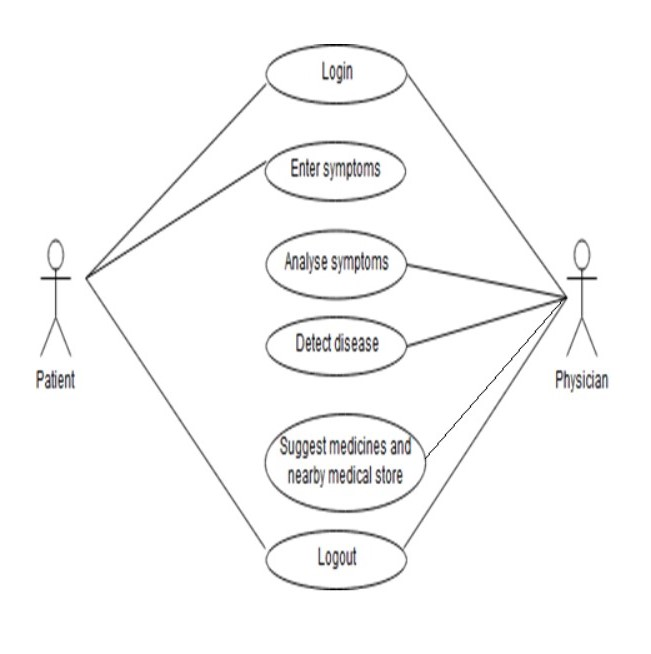 Login
Enter symptoms
Analyse symptoms
Detect disease
Patient
Physician
Suggest medicines and
nearby medical store
Logout